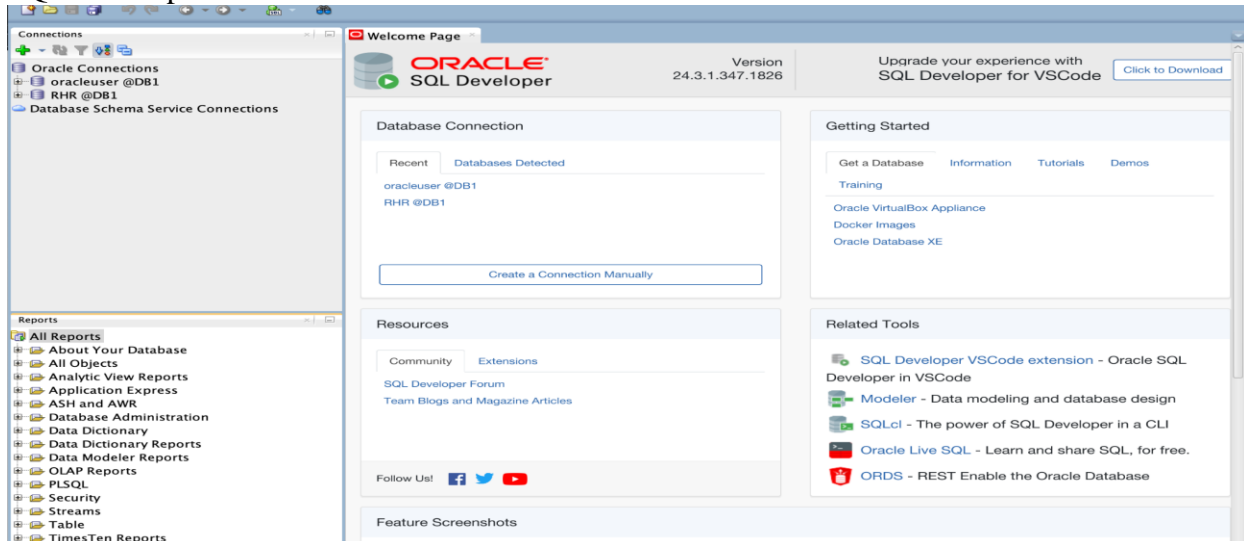 Connections
Oracle Connections
oracleuser @DB1
RHR @DB1
Database Schema Service Connections
Reports
All Reports
About Your Database
All Objects
Analytic View Reports
Application Express
ASH and AWR
Database Administration
Data Dictionary
Data Dictionary Reports
Data Modeler Reports
OLAP Reports
PLSQL
Security
Streams
Table
TimesTen Reports
Welcome Page
ORACLE
SQL Developer
Version
24.3.1.347.1826
Upgrade your experience with
SQL Developer for VSCode
Click to Download
Database Connection
Recent Databases Detected
oracleuser @DB1
RHR @DB1
Create a Connection Manually
Getting Started
Get a Database Information Tutorials Demos
Training
Oracle VirtualBox Appliance
Docker Images
Oracle Database XE
Resources
Community Extensions
SQL Developer Forum
Team Blogs and Magazine Articles
Follow Us!
Related Tools
SQL Developer VSCode extension - Oracle SQL
Developer in VSCode
Modeler - Data modeling and database design
SQLcl - The power of SQL Developer in a CLI
Oracle Live SQL - Learn and share SQL, for free.
ORDS - REST Enable the Oracle Database
Feature Screenshots